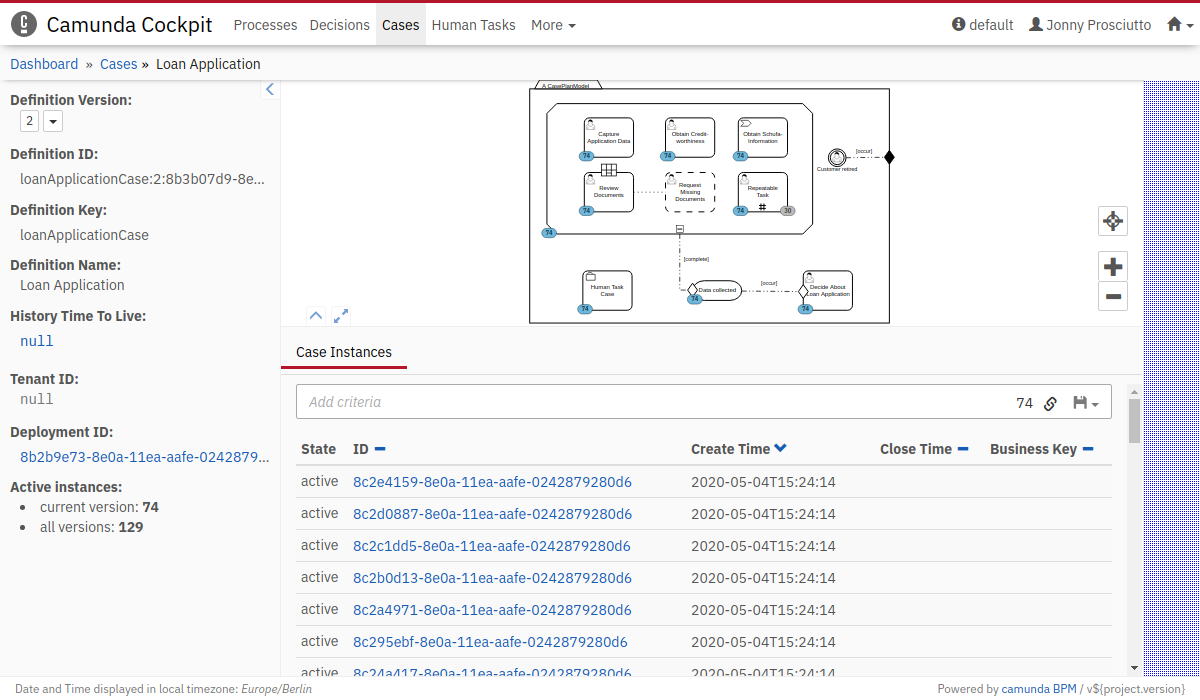 Camunda Cockpit Processes Decisions Cases Human Tasks More default Jonny Prosciutto
Dashboard » Cases » Loan Application
Definition Version:
2
Definition ID:
loanApplicationCase:2:8b3b07d9-8e...
Definition Key:
loanApplicationCase
Definition Name:
Loan Application
History Time To Live:
null
Tenant ID:
null
Deployment ID:
8b2b9e73-8e0a-11ea-aafe-0242879...
Active instances:
current version: 74
all versions: 129
A CasePlanModel
Capture
Application Data
74
Obtain Credit-
worthiness
74
Obtain Schufa-
Information
74
[occur]
Customer retired
Review
Documents
74
Request
Missing
Documents
Repeatable
Task
74
30
74
[complete]
Human Task
Case
74
Data collected
74
[occur]
Decide About
Loan Application
74
Case Instances
Add criteria 74
State ID Create Time Close Time Business Key
active 8c2e4159-8e0a-11ea-aafe-0242879280d6 2020-05-04T15:24:14
active 8c2d0887-8e0a-11ea-aafe-0242879280d6 2020-05-04T15:24:14
active 8c2c1dd5-8e0a-11ea-aafe-0242879280d6 2020-05-04T15:24:14
active 8c2b0d13-8e0a-11ea-aafe-0242879280d6 2020-05-04T15:24:14
active 8c2a4971-8e0a-11ea-aafe-0242879280d6 2020-05-04T15:24:14
active 8c295ebf-8e0a-11ea-aafe-0242879280d6 2020-05-04T15:24:14
active 8c24a417-8e0a-11ea-aafe-0242879280d6 2020-05-04T15:24:14
Date and Time displayed in local timezone: Europe/Berlin
Powered by camunda BPM / v${project.version}